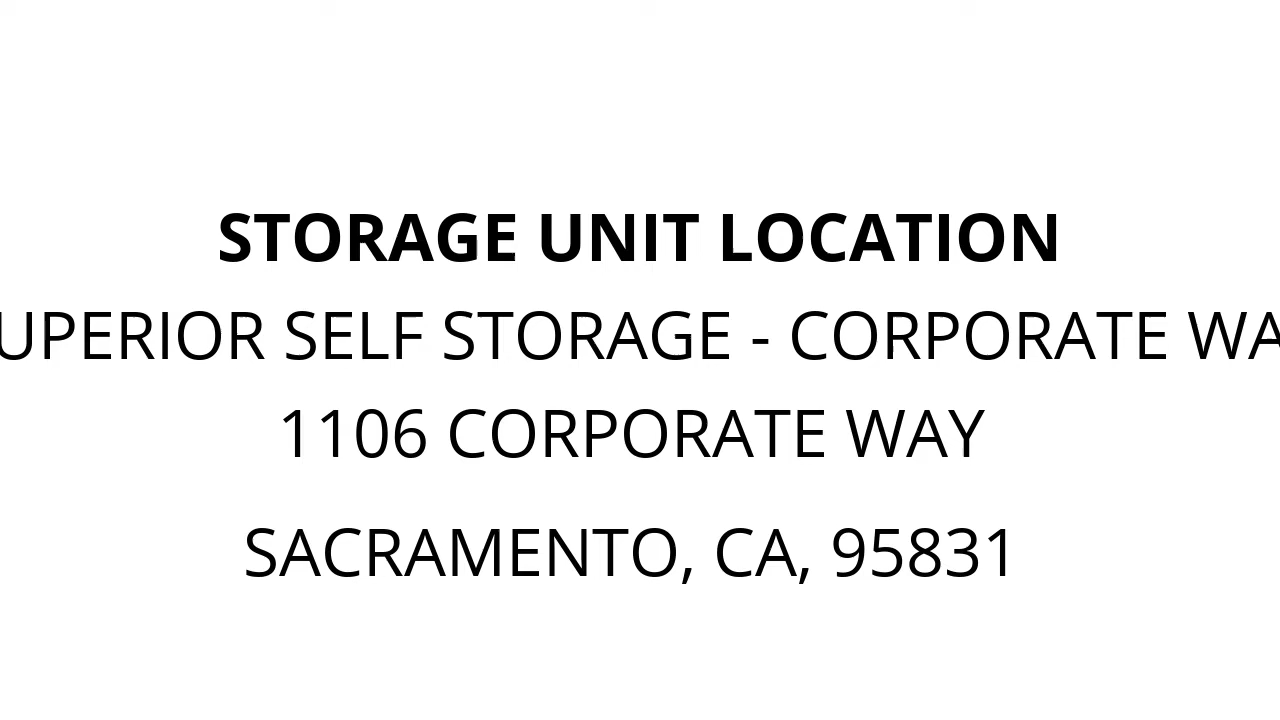 STORAGE UNIT LOCATION
UPERIOR SELF STORAGE - CORPORATE WA
1106 CORPORATE WAY
SACRAMENTO, CA, 95831